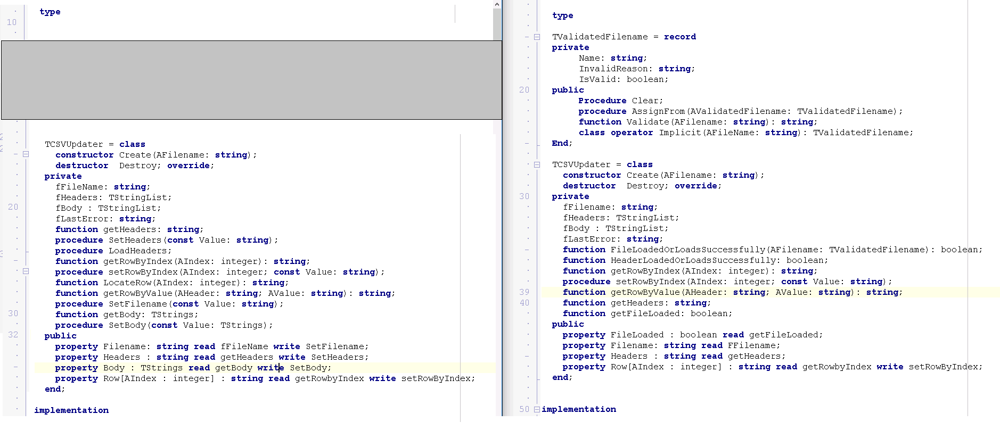 type
10
TCSVUpdater = class
constructor Create(AFilename: string);
destructor  Destroy; override;
private
fFileName: string;
fHeaders: TStringList;
20 fBody : TStringList;
fLastError: string;
function getHeaders: string;
procedure SetHeaders(const Value: string);
procedure LoadHeaders;
function getRowByIndex(AIndex: integer): string;
procedure setRowByIndex(AIndex: integer; const Value: string);
function LocateRow(AIndex: integer): string;
function getRowByValue(AHeader: string; AValue: string): string;
procedure SetFilename(const Value: string);
30 function getBody: TStrings;
procedure SetBody(const Value: TStrings);
32 public
property Filename: string read fFileName write SetFilename;
property Headers : string read getHeaders write SetHeaders;
property Body : TStrings read getBody write SetBody;
property Row[AIndex : integer] : string read getRowbyIndex write setRowByIndex;
end;
implementation
type
TValidatedFilename = record
private
Name: string;
InvalidReason: string;
IsValid: boolean;
20 public
Procedure Clear;
procedure AssignFrom(AValidatedFilename: TValidatedFilename);
function Validate(AFilename: string): string;
class operator Implicit(AFileName: string): TValidatedFilename;
End;
TCSVUpdater = class
constructor Create(AFilename: string);
destructor  Destroy; override;
30 private
fFilename: string;
fHeaders: TStringList;
fBody : TStringList;
fLastError: string;
function FileLoadedOrLoadsSuccessfully(AFilename: TValidatedFilename): boolean;
function HeaderLoadedOrLoadsSuccessfully: boolean;
function getRowByIndex(AIndex: integer): string;
procedure setRowByIndex(AIndex: integer; const Value: string);
39 function getRowByValue(AHeader: string; AValue: string): string;
40 function getHeaders: string;
function getFileLoaded: boolean;
public
property FileLoaded : boolean read getFileLoaded;
property Filename: string read FFilename;
property Headers : string read getHeaders;
property Row[AIndex : integer] : string read getRowbyIndex write setRowByIndex;
end;
50 implementation